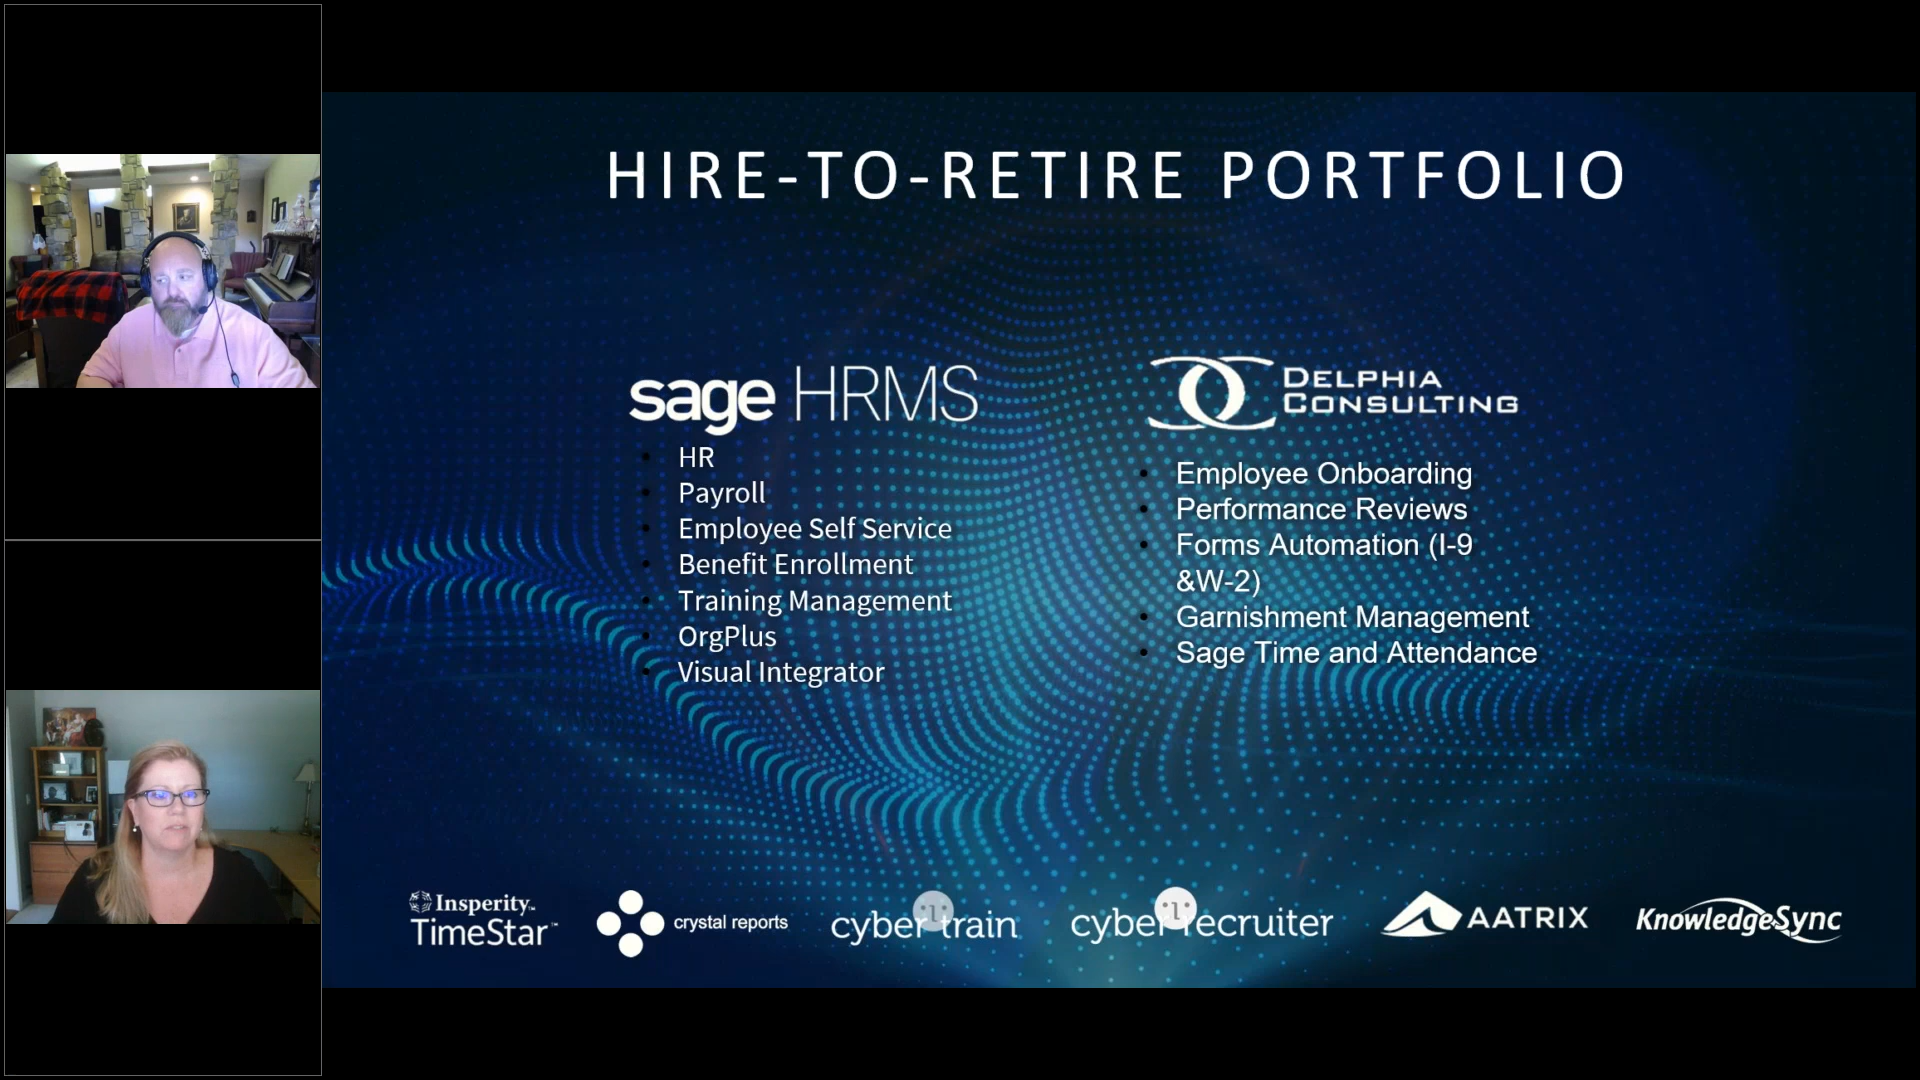 HIRE-TO-RETIRE PORTFOLIO
sage HRMS
HR
Payroll
Employee Self Service
Benefit Enrollment
Training Management
OrgPlus
Visual Integrator
DELPHIA
CONSULTING
Employee Onboarding
Performance Reviews
Forms Automation (I-9
&W-2)
Garnishment Management
Sage Time and Attendance
Insperity™
TimeStar™
crystal reports
cyber train
cyber recruiter
AATRIX
KnowledgeSync